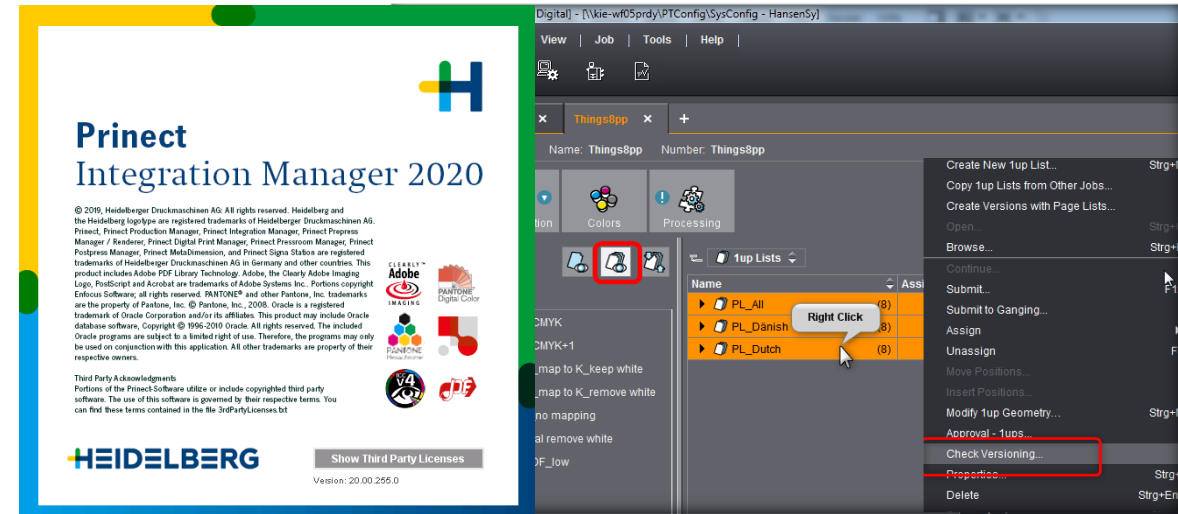 Prinect
Integration Manager 2020
© 2019, Heidelberger Druckmaschinen AG. All rights reserved. Heidelberg and
the Heidelberg logotype are registered trademarks of Heidelberger Druckmaschinen AG.
Prinect, Prinect Production Manager, Prinect Integration Manager, Prinect Prepress
Manager / Renderer, Prinect Digital Print Manager, Prinect Pressroom Manager, Prinect
Postpress Manager, Prinect MetaDimension, and Prinect Signa Station are registered
trademarks of Heidelberger Druckmaschinen AG in Germany and other countries. This
product includes Adobe PDF Library Technology. Adobe, the Clearly Adobe Imaging
Logo, PostScript and Acrobat are trademarks of Adobe Systems Inc.. Portions copyright
Enfocus Software; all rights reserved. PANTONE® and other Pantone, Inc. trademarks
are the property of Pantone, Inc. © Pantone, Inc., 2008. Oracle is a registered
trademark of Oracle Corporation and/or its affiliates. This product may include Oracle
database software, Copyright © 1996-2010 Oracle. All rights reserved. The included
Oracle programs are subject to a limited right of use. Therefore, the programs may only
be used on conjunction with this application. All other trademarks are property of their
respective owners.
Third Party Acknowledgments
Portions of the Prinect-Software utilize or include copyrighted third party
software. The use of this software is governed by their respective terms. You
can find these terms contained in the file 3rdPartyLicenses.txt
CLEARLY
Adobe
IMAGING
PANTONE
Digital Color
PANTONE
Hexachrome
ICC
V4
HEIDELBERG
Show Third Party Licenses
Version: 20.00.255.0
Digital] - [\\kie-wf05prdy\PTConfig\SysConfig - HansenSy]
View | Job | Tools | Help |
Things8pp
Name: Things8pp Number: Things8pp
tion Colors Processing
1up Lists
Name Assi
PL_All (8)
PL_Dänish (8)
PL_Dutch (8)
Right Click
CMYK
CMYK+1
_map to K_keep white
_map to K_remove white
no mapping
al remove white
DF_low
Create New 1up List... Strg+
Copy 1up Lists from Other Jobs...
Create Versions with Page Lists...
Open... Strg+
Browse... Strg+
Continue...
Submit... F1
Submit to Ganging...
Assign
Unassign F
Move Positions...
Insert Positions...
Modify 1up Geometry... Strg+
Approval - 1ups...
Check Versioning...
Properties... Strg+
Delete Strg+En